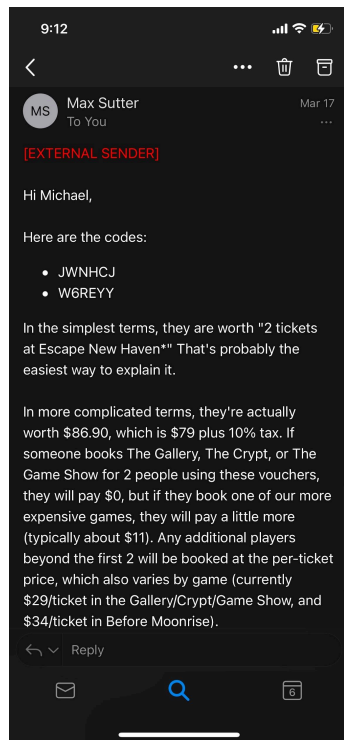 9:12
MS
Max Sutter
Mar 17
To You
[EXTERNAL SENDER]
Hi Michael,
Here are the codes:
• JWNHCJ
• W6REYY
In the simplest terms, they are worth "2 tickets
at Escape New Haven*" That's probably the
easiest way to explain it.
In more complicated terms, they're actually
worth $86.90, which is $79 plus 10% tax. If
someone books The Gallery, The Crypt, or The
Game Show for 2 people using these vouchers,
they will pay $0, but if they book one of our more
expensive games, they will pay a little more
(typically about $11). Any additional players
beyond the first 2 will be booked at the per-ticket
price, which also varies by game (currently
$29/ticket in the Gallery/Crypt/Game Show, and
$34/ticket in Before Moonrise).
Reply
6